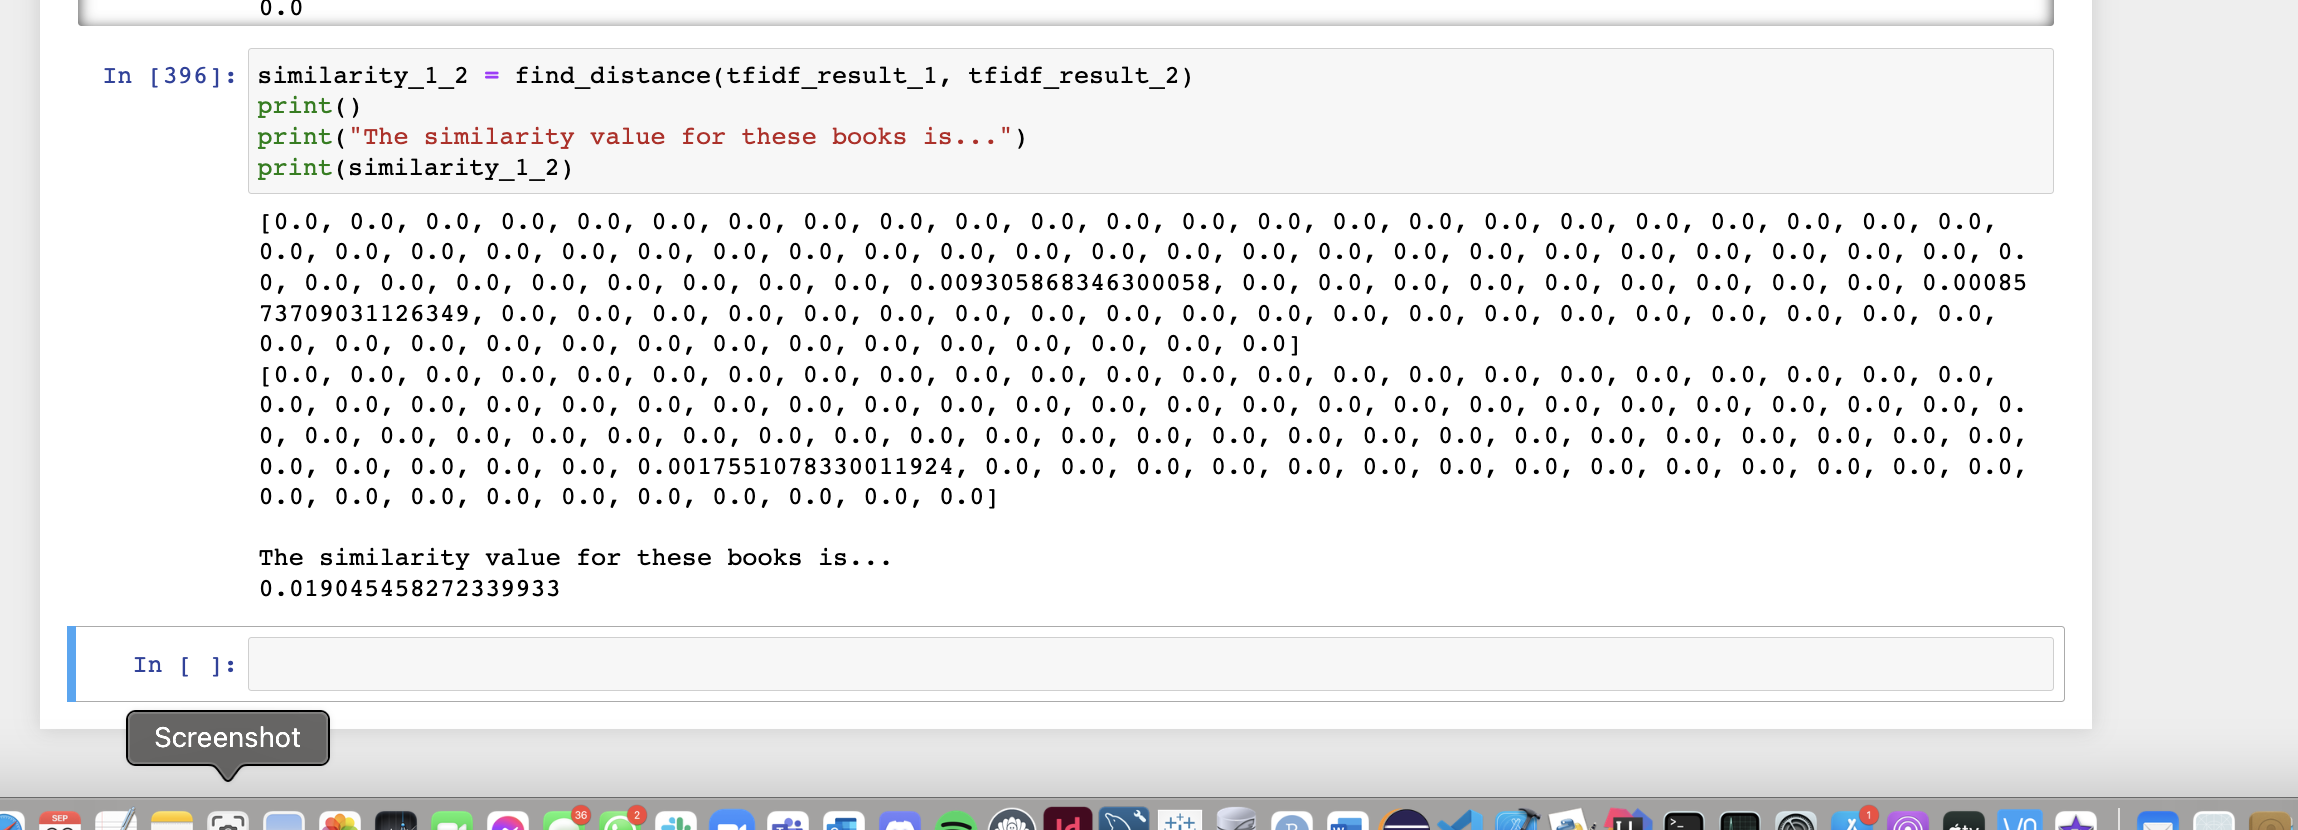 0.0
In [396]: similarity_1_2 = find_distance(tfidf_result_1, tfidf_result_2)
print()
print("The similarity value for these books is...")
print(similarity_1_2)
[0.0, 0.0, 0.0, 0.0, 0.0, 0.0, 0.0, 0.0, 0.0, 0.0, 0.0, 0.0, 0.0, 0.0, 0.0, 0.0, 0.0, 0.0, 0.0, 0.0, 0.0, 0.0, 0.0,
0.0, 0.0, 0.0, 0.0, 0.0, 0.0, 0.0, 0.0, 0.0, 0.0, 0.0, 0.0, 0.0, 0.0, 0.0, 0.0, 0.0, 0.0, 0.0, 0.0, 0.0, 0.0, 0.0, 0.
0, 0.0, 0.0, 0.0, 0.0, 0.0, 0.0, 0.0, 0.0, 0.009305868346300058, 0.0, 0.0, 0.0, 0.0, 0.0, 0.0, 0.0, 0.0, 0.0, 0.00085
73709031126349, 0.0, 0.0, 0.0, 0.0, 0.0, 0.0, 0.0, 0.0, 0.0, 0.0, 0.0, 0.0, 0.0, 0.0, 0.0, 0.0, 0.0, 0.0, 0.0, 0.0,
0.0, 0.0, 0.0, 0.0, 0.0, 0.0, 0.0, 0.0, 0.0, 0.0, 0.0, 0.0, 0.0, 0.0]
[0.0, 0.0, 0.0, 0.0, 0.0, 0.0, 0.0, 0.0, 0.0, 0.0, 0.0, 0.0, 0.0, 0.0, 0.0, 0.0, 0.0, 0.0, 0.0, 0.0, 0.0, 0.0, 0.0,
0.0, 0.0, 0.0, 0.0, 0.0, 0.0, 0.0, 0.0, 0.0, 0.0, 0.0, 0.0, 0.0, 0.0, 0.0, 0.0, 0.0, 0.0, 0.0, 0.0, 0.0, 0.0, 0.0, 0.
0, 0.0, 0.0, 0.0, 0.0, 0.0, 0.0, 0.0, 0.0, 0.0, 0.0, 0.0, 0.0, 0.0, 0.0, 0.0, 0.0, 0.0, 0.0, 0.0, 0.0, 0.0, 0.0, 0.0,
0.0, 0.0, 0.0, 0.0, 0.0, 0.0017551078330011924, 0.0, 0.0, 0.0, 0.0, 0.0, 0.0, 0.0, 0.0, 0.0, 0.0, 0.0, 0.0, 0.0, 0.0,
0.0, 0.0, 0.0, 0.0, 0.0, 0.0, 0.0, 0.0, 0.0, 0.0]
The similarity value for these books is...
0.019045458272339933
In [ ]:
Screenshot
SEP
36
2
Id
1